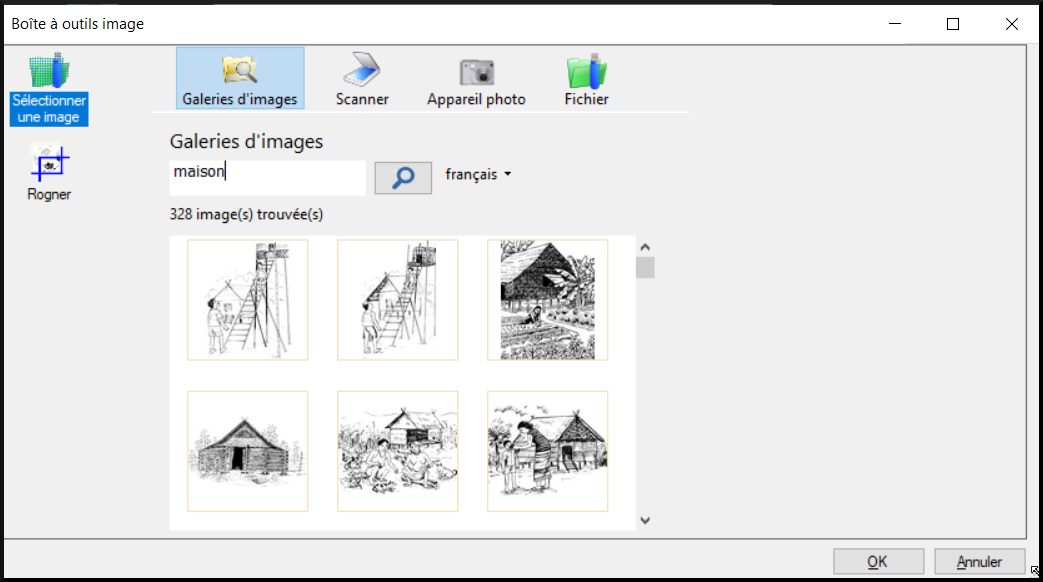 Boîte à outils image
Sélectionner
une image
Rogner
Galeries d'images
Scanner
Appareil photo
Fichier
Galeries d'images
maison
français
328 image(s) trouvée(s)
OK
Annuler